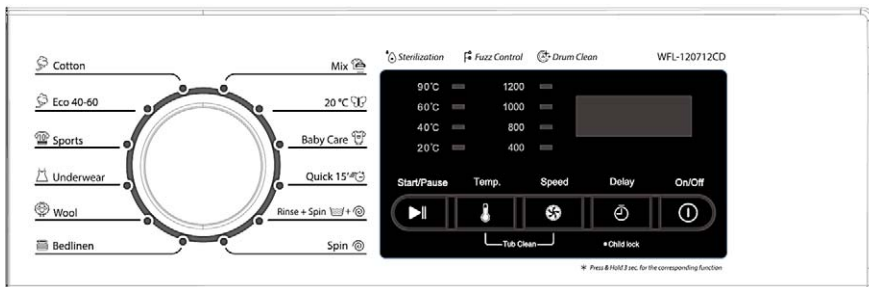 Sterilization Fuzz Control Drum Clean WFL-120712CD
Cotton Mix
Eco 40-60 20 °C
Sports Baby Care
Underwear Quick 15'
Wool Rinse + Spin +
Bedlinen Spin
90°C 1200
60°C 1000
40°C 800
20°C 400
Start/Pause Temp. Speed Delay On/Off
Tub Clean Child lock
* Press & Hold 3 sec. for the corresponding function